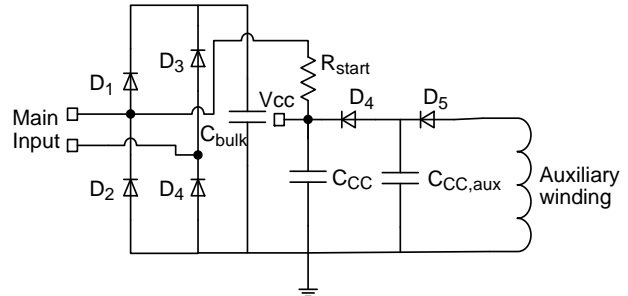 D3
Rstart
D1
Vcc
D4
D5
Main
Input
Cbulk
D2
D4
CCC
CCC,aux
Auxiliary
winding